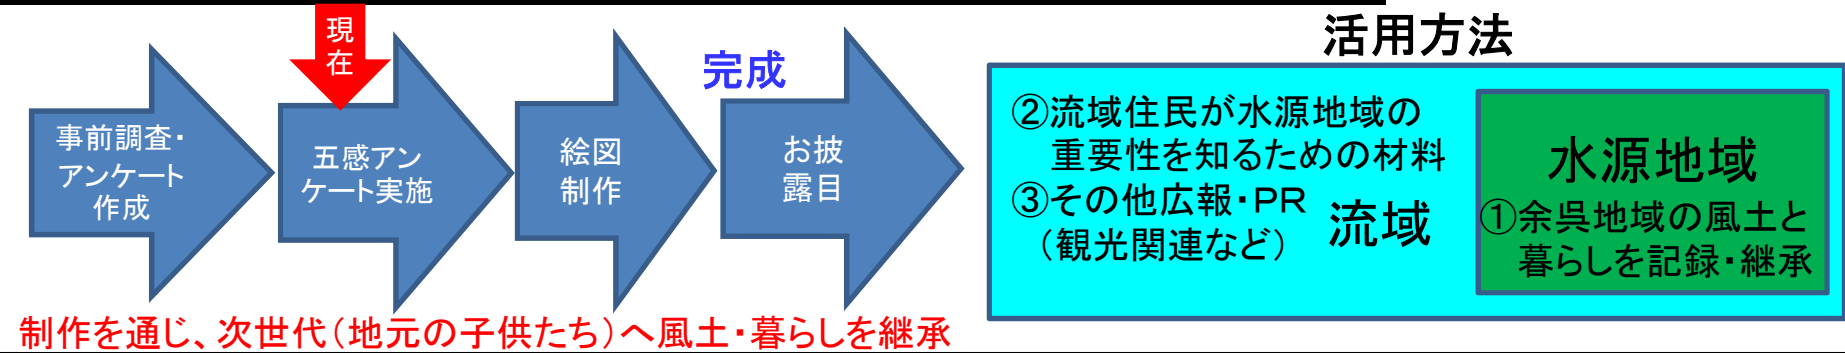 現
在
事前調査・
アンケート
作成
五感アン
ケート実施
絵図
制作
完成
お披
露目
制作を通じ、次世代（地元の子供たち）へ風土・暮らしを継承
活用方法
②流域住民が水源地域の
重要性を知るための材料
③その他広報・ＰＲ
（観光関連など）
流域
水源地域
①余呉地域の風土と
暮らしを記録・継承